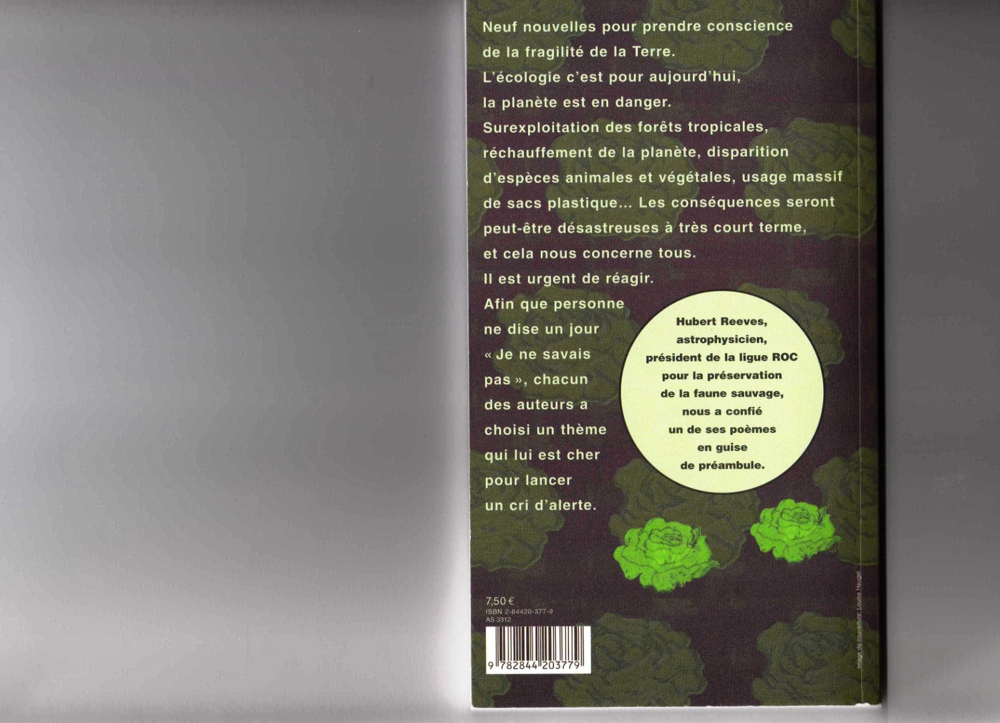 Neuf nouvelles pour prendre conscience
de la fragilité de la Terre.
L'écologie c'est pour aujourd'hui,
la planète est en danger.
Surexploitation des forêts tropicales,
réchauffement de la planète, disparition
d'espèces animales et végétales, usage massif
de sacs plastique... Les conséquences seront
peut-être désastreuses à très court terme,
et cela nous concerne tous.
Il est urgent de réagir.
Afin que personne
ne dise un jour
« Je ne savais
pas », chacun
des auteurs a
choisi un thème
qui lui est cher
pour lancer
un cri d'alerte.
Hubert Reeves,
astrophysicien,
président de la ligue ROC
pour la préservation
de la faune sauvage,
nous a confié
un de ses poèmes
en guise
de préambule.
7,50 €
ISBN 2-84420-377-9
AS 3312
9 782844 203779
Image de couverture: Louise Heugel